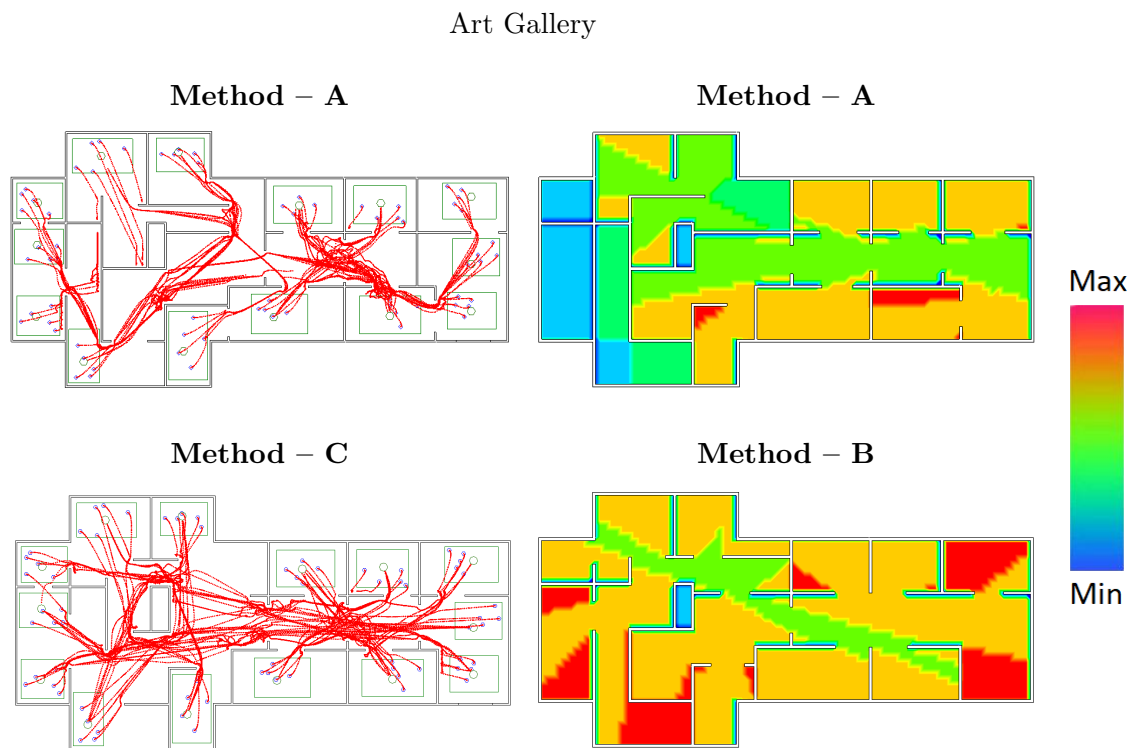 Art Gallery
Method – A
Method – A
Max
Min
Method – C
Method – B